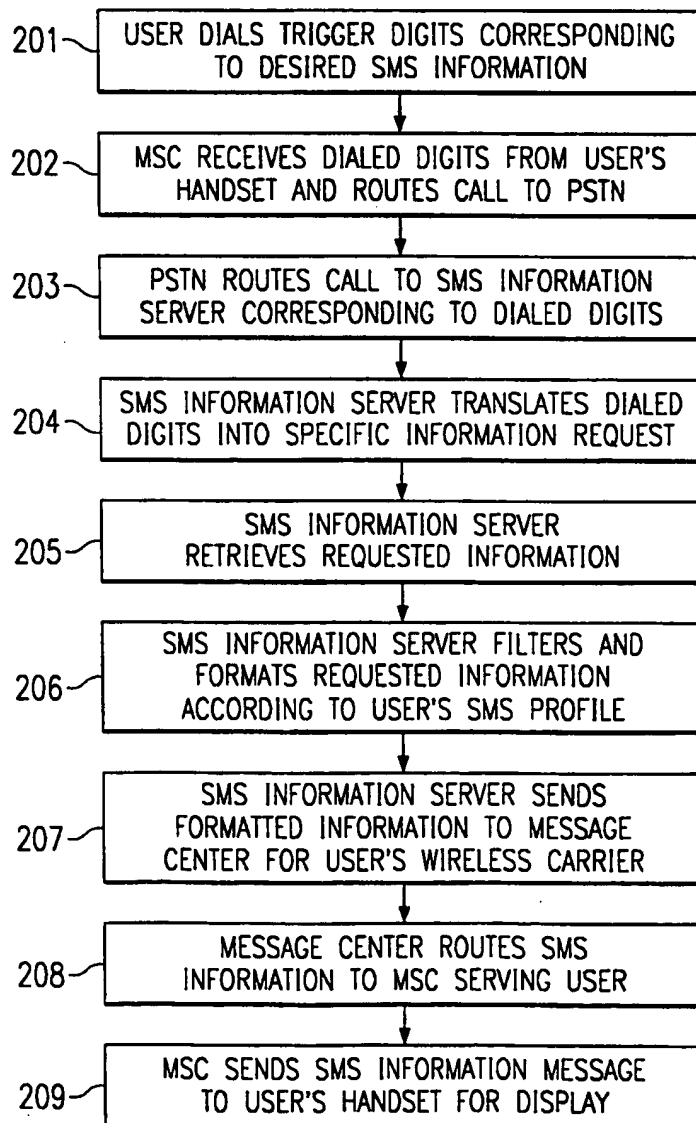 201
USER DIALS TRIGGER DIGITS CORRESPONDING
TO DESIRED SMS INFORMATION
202
MSC RECEIVES DIALED DIGITS FROM USER'S
HANDSET AND ROUTES CALL TO PSTN
203
PSTN ROUTES CALL TO SMS INFORMATION
SERVER CORRESPONDING TO DIALED DIGITS
204
SMS INFORMATION SERVER TRANSLATES DIALED
DIGITS INTO SPECIFIC INFORMATION REQUEST
205
SMS INFORMATION SERVER
RETRIEVES REQUESTED INFORMATION
206
SMS INFORMATION SERVER FILTERS AND
FORMATS REQUESTED INFORMATION
ACCORDING TO USER'S SMS PROFILE
207
SMS INFORMATION SERVER SENDS
FORMATTED INFORMATION TO MESSAGE
CENTER FOR USER'S WIRELESS CARRIER
208
MESSAGE CENTER ROUTES SMS
INFORMATION TO MSC SERVING USER
209
MSC SENDS SMS INFORMATION MESSAGE
TO USER'S HANDSET FOR DISPLAY